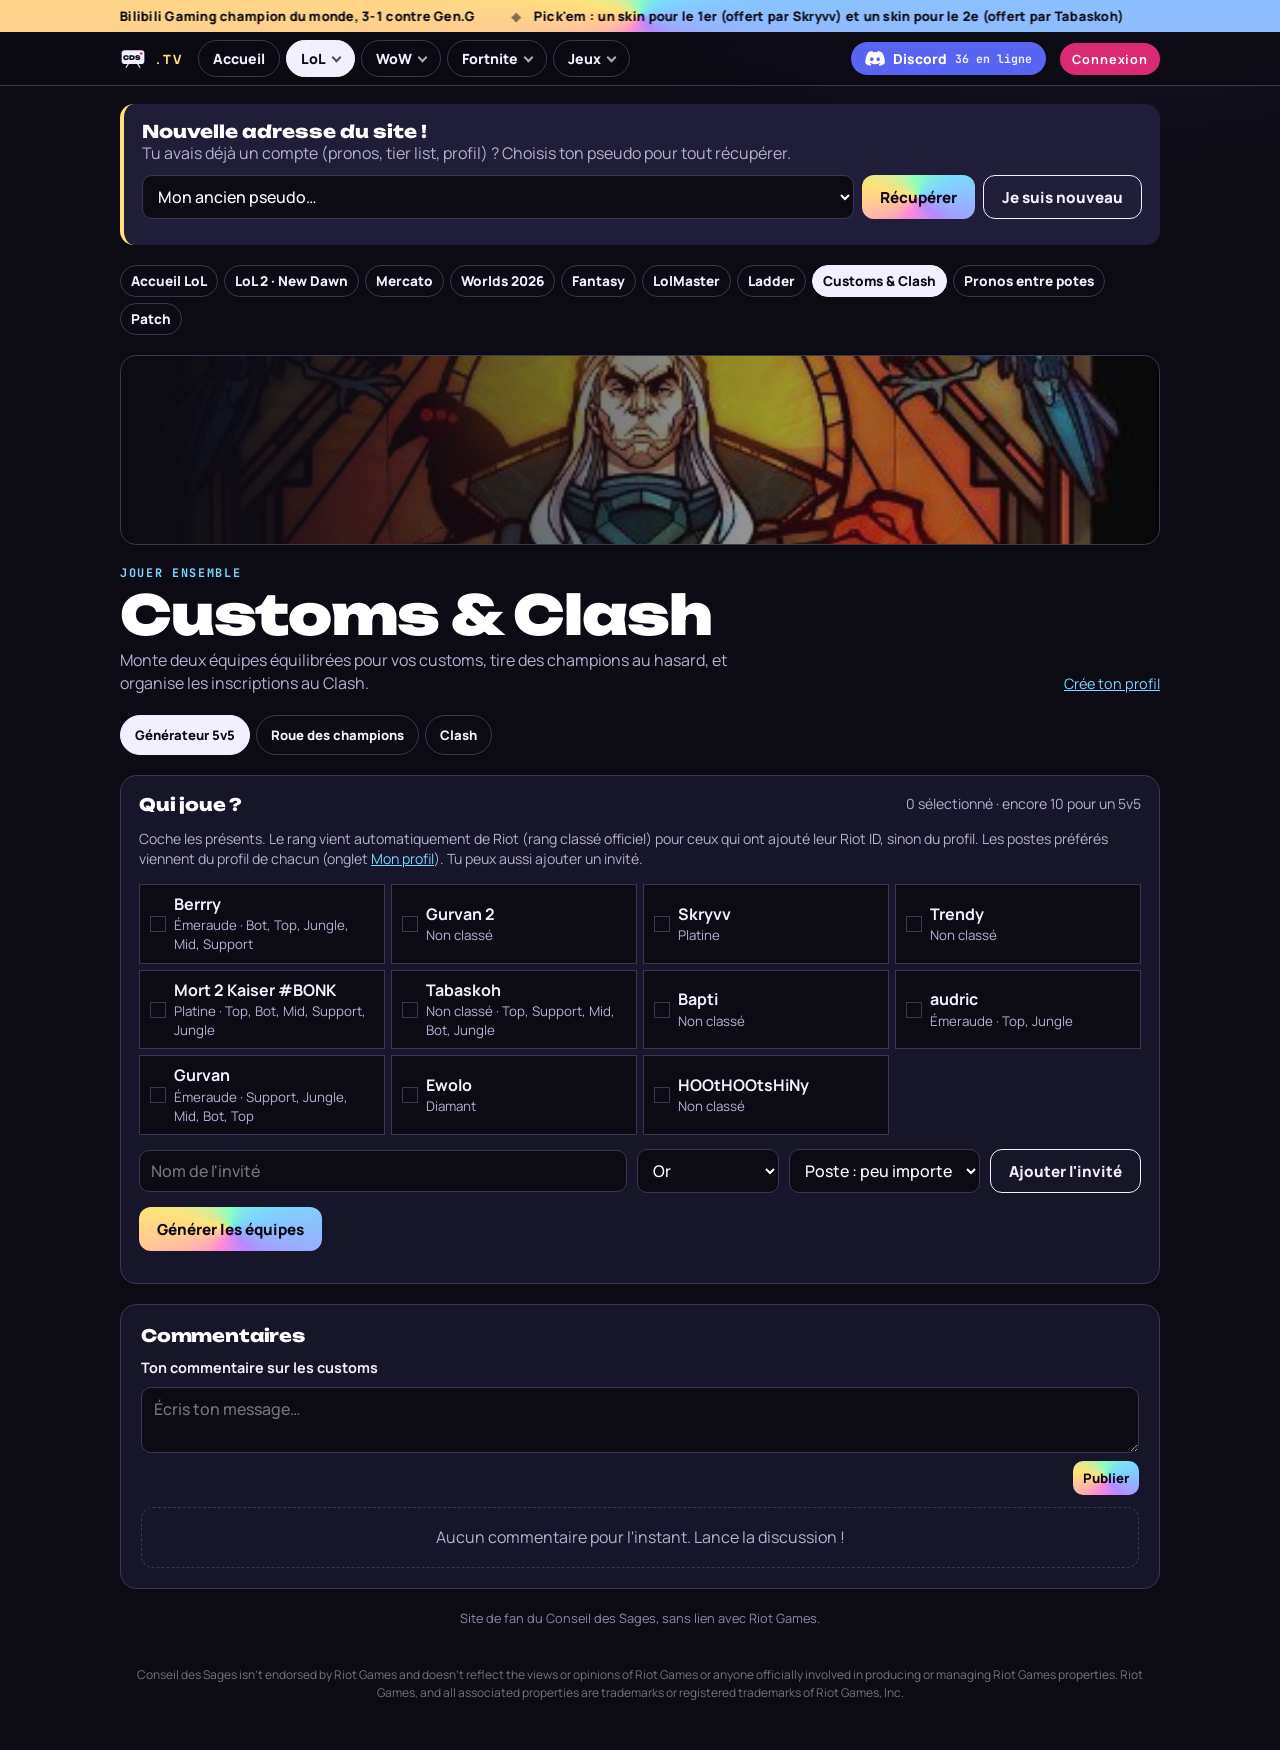 Bilibili Gaming champion du monde, 3-1 contre Gen.G ◆ Pick'em : un skin pour le 1er (offert par Skryvv) et un skin pour le 2e (offert par Tabaskoh)
CDS .TV Accueil LoL WoW Fortnite Jeux Discord 36 en ligne Connexion
Nouvelle adresse du site !
Tu avais déjà un compte (pronos, tier list, profil) ? Choisis ton pseudo pour tout récupérer.
Mon ancien pseudo... Récupérer Je suis nouveau
Accueil LoL LoL 2 · New Dawn Mercato Worlds 2026 Fantasy LolMaster Ladder Customs & Clash Pronos entre potes
Patch
JOUER ENSEMBLE
Customs & Clash
Monte deux équipes équilibrées pour vos customs, tire des champions au hasard, et
organise les inscriptions au Clash.
Crée ton profil
Générateur 5v5 Roue des champions Clash
Qui joue ? 0 sélectionné · encore 10 pour un 5v5
Coche les présents. Le rang vient automatiquement de Riot (rang classé officiel) pour ceux qui ont ajouté leur Riot ID, sinon du profil. Les postes préférés
viennent du profil de chacun (onglet Mon profil). Tu peux aussi ajouter un invité.
Berrry
Émeraude · Bot, Top, Jungle,
Mid, Support
Gurvan 2
Non classé
Skryvv
Platine
Trendy
Non classé
Mort 2 Kaiser #BONK
Platine · Top, Bot, Mid, Support,
Jungle
Tabaskoh
Non classé · Top, Support, Mid,
Bot, Jungle
Bapti
Non classé
audric
Émeraude · Top, Jungle
Gurvan
Émeraude · Support, Jungle,
Mid, Bot, Top
Ewolo
Diamant
HOOtHOOtsHiNy
Non classé
Nom de l'invité Or Poste : peu importe Ajouter l'invité
Générer les équipes
Commentaires
Ton commentaire sur les customs
Écris ton message...
Publier
Aucun commentaire pour l'instant. Lance la discussion !
Site de fan du Conseil des Sages, sans lien avec Riot Games.
Conseil des Sages isn't endorsed by Riot Games and doesn't reflect the views or opinions of Riot Games or anyone officially involved in producing or managing Riot Games properties. Riot
Games, and all associated properties are trademarks or registered trademarks of Riot Games, Inc.